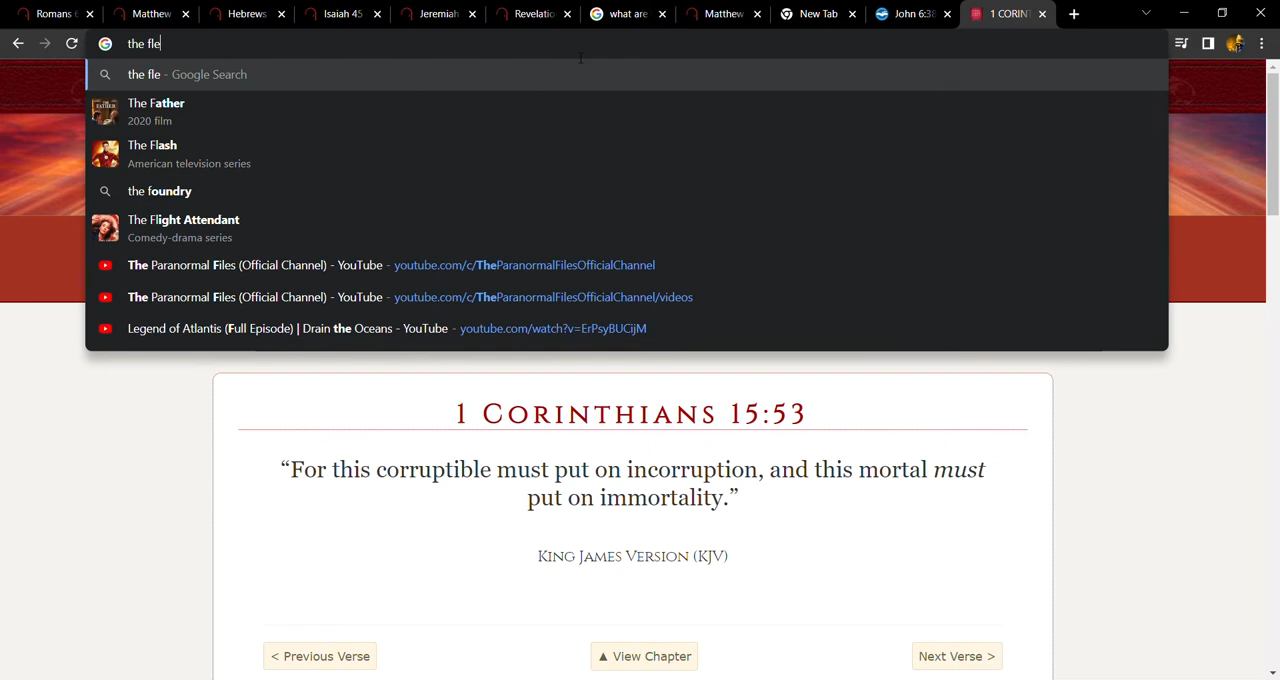 Romans 6
Matthew
Hebrews
Isaiah 45
Jeremiah
Revelatio
what are
Matthew
New Tab
John 6:38
1 CORINT
the fle
the fle - Google Search
The Father
2020 film
The Flash
American television series
the foundry
The Flight Attendant
Comedy-drama series
The Paranormal Files (Official Channel) - YouTube - youtube.com/c/TheParanormalFilesOfficialChannel
The Paranormal Files (Official Channel) - YouTube - youtube.com/c/TheParanormalFilesOfficialChannel/videos
Legend of Atlantis (Full Episode) | Drain the Oceans - YouTube - youtube.com/watch?v=ErPsyBUCijM
1 CORINTHIANS 15:53
“For this corruptible must put on incorruption, and this mortal must
put on immortality.”
KING JAMES VERSION (KJV)
< Previous Verse
▲ View Chapter
Next Verse >